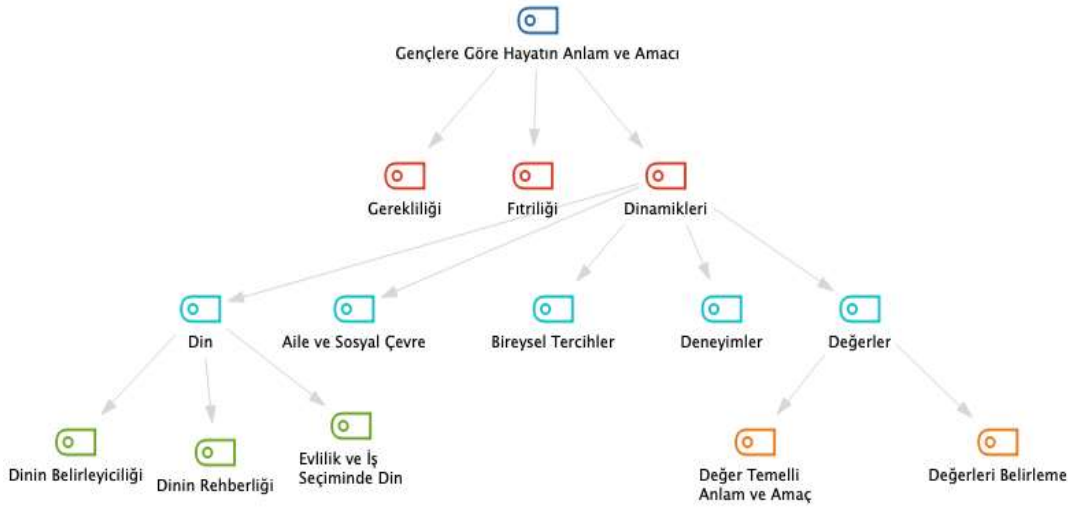 Gençlere Göre Hayatın Anlam ve Amacı
Gerekliliği
Fıtriliği
Dinamikleri
Din
Aile ve Sosyal Çevre
Bireysel Tercihler
Deneyimler
Değerler
Dinin Belirleyiciliği
Dinin Rehberliği
Evlilik ve İş
Seçiminde Din
Değer Temelli
Anlam ve Amaç
Değerleri Belirleme